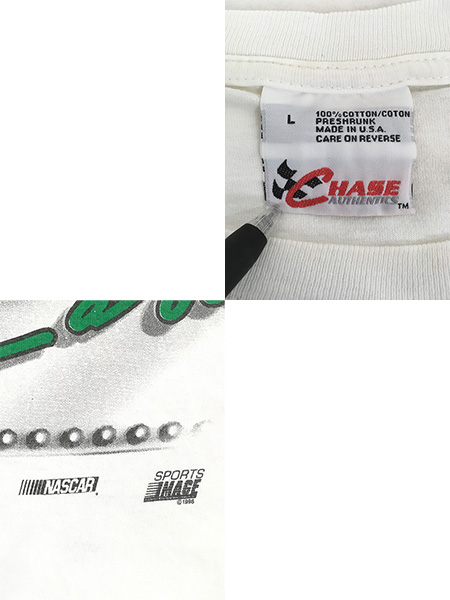 L
100% COTTON/COTON
PRESHRUNK
MADE IN U.S.A.
CARE ON REVERSE
CHASE
AUTHENTICS TM
NASCAR
SPORTS
IMAGE
©1998